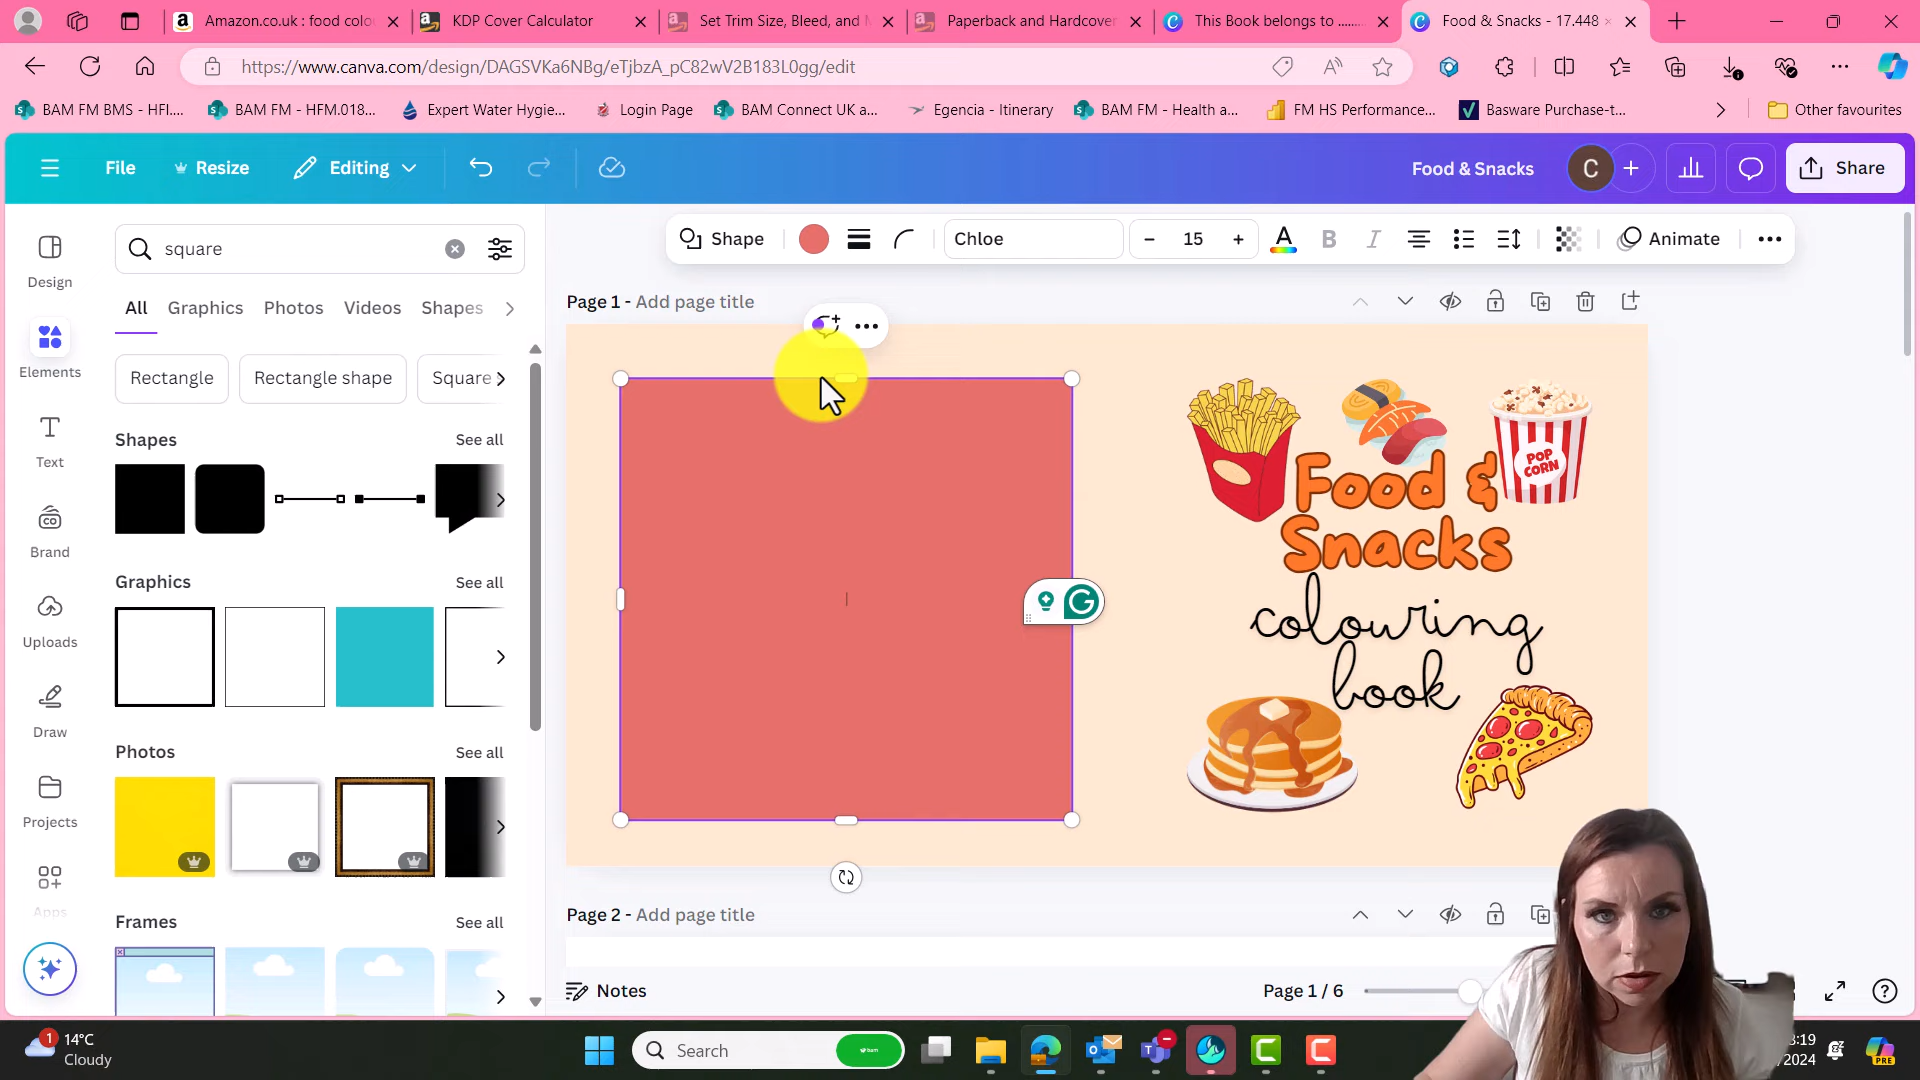 Amazon.co.uk : food colou
KDP Cover Calculator
Set Trim Size, Bleed, and M
Paperback and Hardcover
This Book belongs to ........
Food & Snacks - 17.448
https://www.canva.com/design/DAGSVKa6NBg/eTjbzA_pC82wV2B183L0gg/edit
BAM FM BMS - HFI....
BAM FM - HFM.018...
Expert Water Hygie...
Login Page
BAM Connect UK a...
Egencia - Itinerary
BAM FM - Health a...
FM HS Performance...
Basware Purchase-t...
Other favourites
File
Resize
Editing
Food & Snacks
C
Share
Design
Elements
Text
Brand
Uploads
Draw
Projects
Apps
square
All
Graphics
Photos
Videos
Shapes
Rectangle
Rectangle shape
Square
Shapes
See all
Graphics
See all
Photos
See all
Frames
See all
Shape
Chloe
15
A
B
I
Animate
Page 1 - Add page title
POP
CORN
Food &
Snacks
colouring
book
Page 2 - Add page title
Notes
Page 1 / 6
1
14°C
Cloudy
Search
bam
:19
2024
PRE